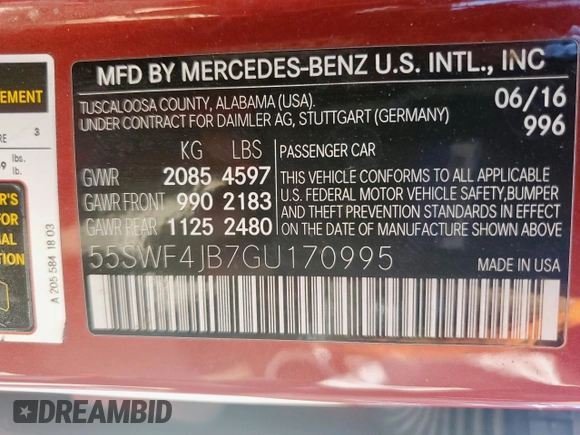 MFD BY MERCEDES-BENZ U.S. INTL., INC
TUSCALOOSA COUNTY, ALABAMA (USA). 06/16
UNDER CONTRACT FOR DAIMLER AG, STUTTGART (GERMANY) 996
KG LBS PASSENGER CAR
GVWR 2085 4597
GAWR FRONT 990 2183
GAWR REAR 1125 2480
THIS VEHICLE CONFORMS TO ALL APPLICABLE
U.S. FEDERAL MOTOR VEHICLE SAFETY,BUMPER
AND THEFT PREVENTION STANDARDS IN EFFECT
ON THE DATE OF MANUFACTURE SHOWN ABOVE
55SWF4JB7GU170995 MADE IN USA
3
lbs.
lb.
A 205 584 18 03
DREAMBID